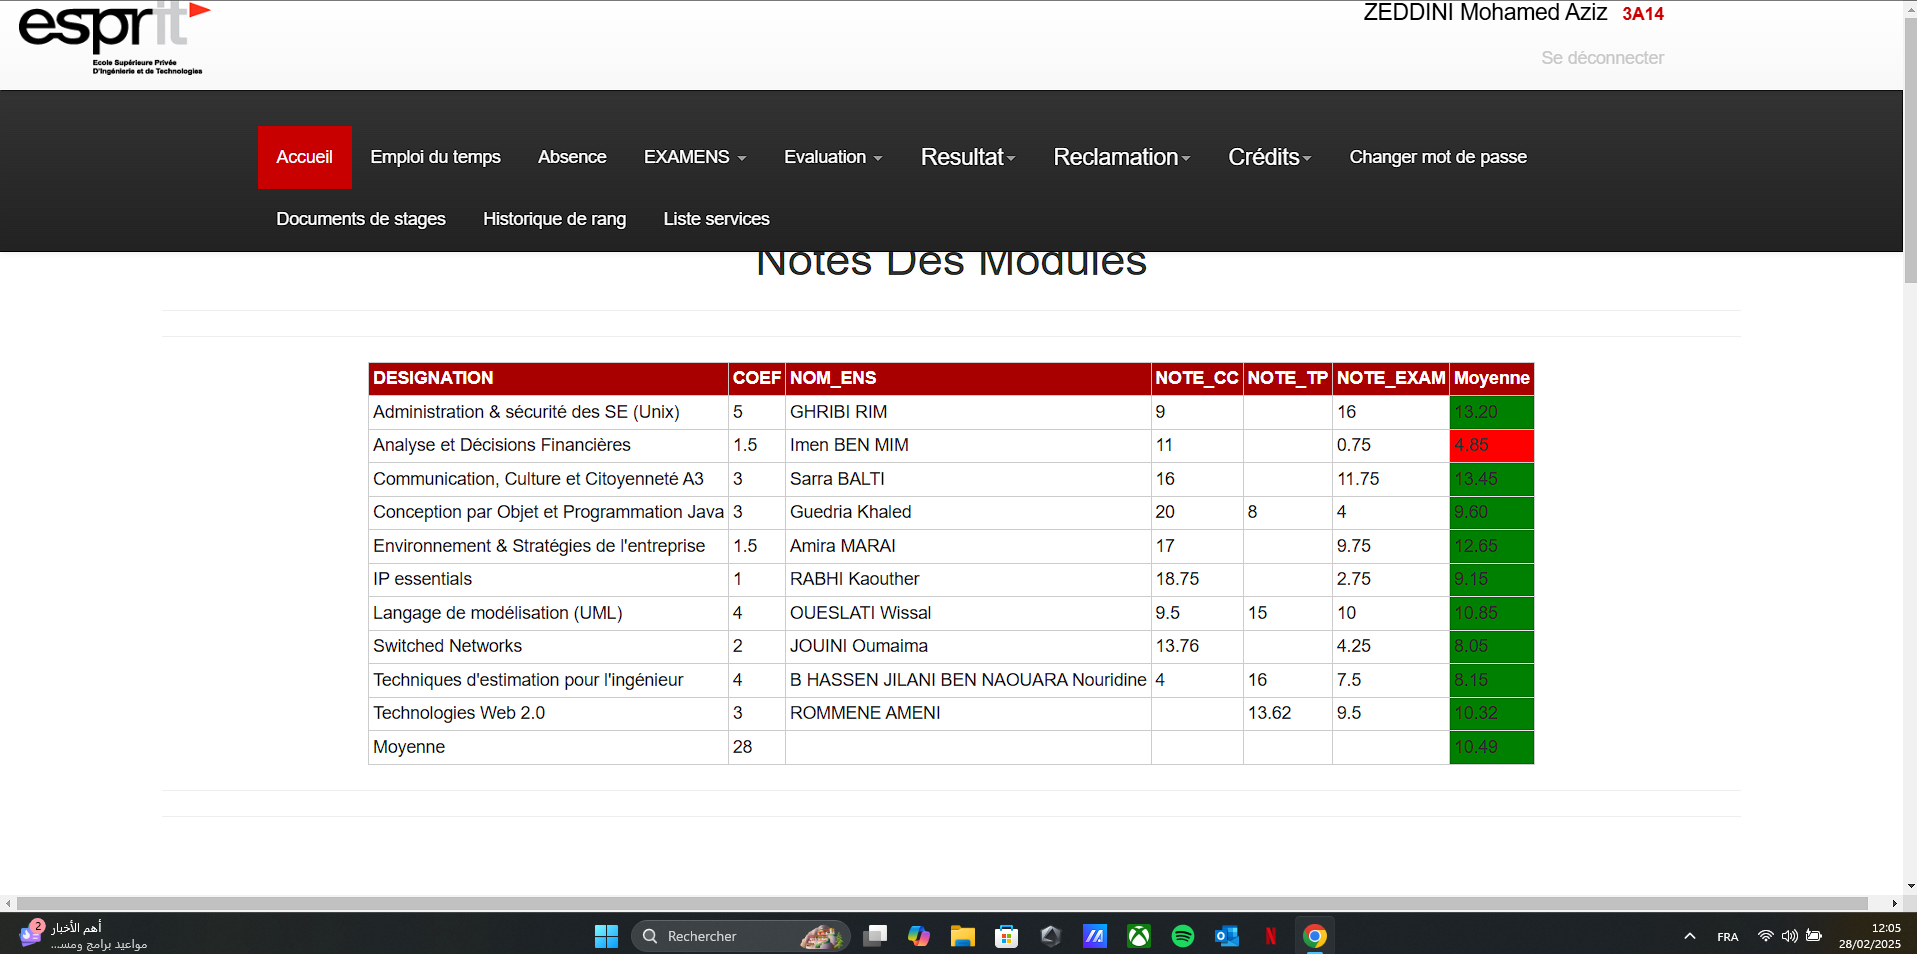 esprit
Ecole Supérieure Privée
D'Ingénierie et de Technologies
ZEDDINI Mohamed Aziz 3A14
Se déconnecter
Accueil Emploi du temps Absence EXAMENS Evaluation Resultat Reclamation Crédits Changer mot de passe
Documents de stages Historique de rang Liste services
Notes Des Modules
DESIGNATION COEF NOM_ENS NOTE_CC NOTE_TP NOTE_EXAM Moyenne
Administration & sécurité des SE (Unix) 5 GHRIBI RIM 9 16 13.20
Analyse et Décisions Financières 1.5 Imen BEN MIM 11 0.75 4.85
Communication, Culture et Citoyenneté A3 3 Sarra BALTI 16 11.75 13.45
Conception par Objet et Programmation Java 3 Guedria Khaled 20 8 4 9.60
Environnement & Stratégies de l'entreprise 1.5 Amira MARAI 17 9.75 12.65
IP essentials 1 RABHI Kaouther 18.75 2.75 9.15
Langage de modélisation (UML) 4 OUESLATI Wissal 9.5 15 10 10.85
Switched Networks 2 JOUINI Oumaima 13.76 4.25 8.05
Techniques d'estimation pour l'ingénieur 4 B HASSEN JILANI BEN NAOUARA Nouridine 4 16 7.5 8.15
Technologies Web 2.0 3 ROMMENE AMENI 13.62 9.5 10.32
Moyenne 28 10.49
2
أهم الأخبار
مواعيد برامج ومس...
Rechercher
FRA
12:05
28/02/2025